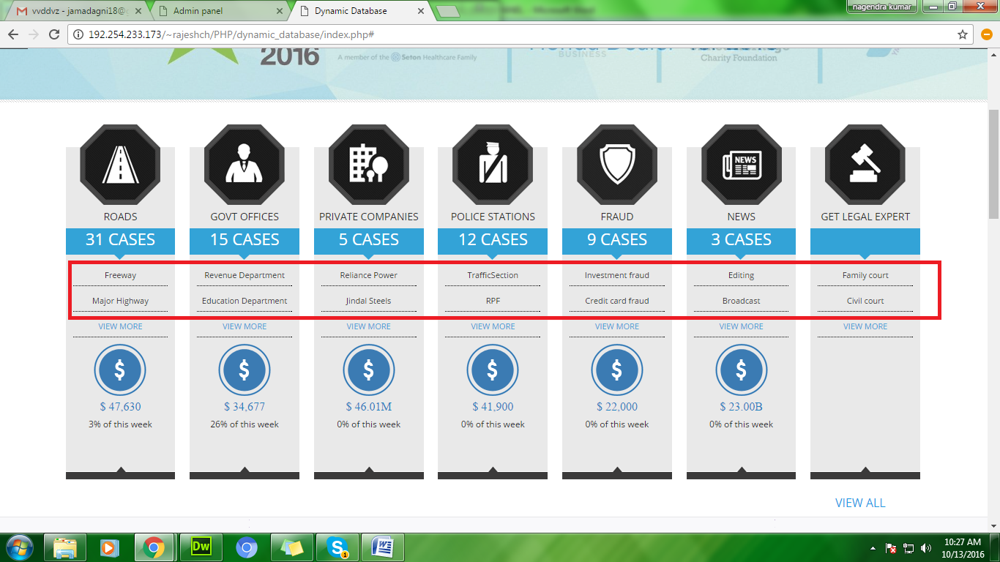 vvddvz - jamadagni18@g
Admin panel
Dynamic Database
nagendra kumar
192.254.233.173/~rajeshch/PHP/dynamic_database/index.php#
2016
A member of the Seton Healthcare Family
BUSINESS
Charity Foundation
NEWS
ROADS GOVT OFFICES PRIVATE COMPANIES POLICE STATIONS FRAUD NEWS GET LEGAL EXPERT
31 CASES 15 CASES 5 CASES 12 CASES 9 CASES 3 CASES
Freeway Revenue Department Reliance Power TrafficSection Investment fraud Editing Family court
Major Highway Education Department Jindal Steels RPF Credit card fraud Broadcast Civil court
VIEW MORE VIEW MORE VIEW MORE VIEW MORE VIEW MORE VIEW MORE VIEW MORE
$ $ $ $ $ $
$ 47,630 $ 34,677 $ 46.01M $ 41,900 $ 22,000 $ 23.00B
3% of this week 26% of this week 0% of this week 0% of this week 0% of this week 0% of this week
VIEW ALL
Dw
S
1
W
10:27 AM
10/13/2016